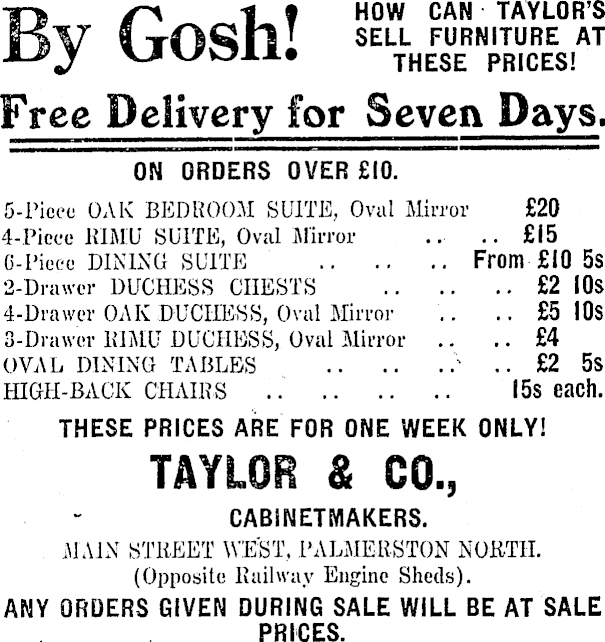 By Gosh!
HOW CAN TAYLOR'S
SELL FURNITURE AT
THESE PRICES!
Free Delivery for Seven Days.
ON ORDERS OVER £10.
5-Piece OAK BEDROOM SUITE, Oval Mirror £20
4-Piece RIMU SUITE, Oval Mirror .. .. £15
6-Piece DINING SUITE .. .. .. From £10 5s
2-Drawer DUCHESS CHESTS .. .. .. £2 10s
4-Drawer OAK DUCHESS, Oval Mirror .. .. £5 10s
3-Drawer RIMU DUCHESS, Oval Mirror .. .. £4
OVAL DINING TABLES .. .. .. .. £2 5s
HIGH-BACK CHAIRS .. .. .. .. 15s each.
THESE PRICES ARE FOR ONE WEEK ONLY!
TAYLOR & CO.,
CABINETMAKERS.
MAIN STREET WEST, PALMERSTON NORTH.
(Opposite Railway Engine Sheds).
ANY ORDERS GIVEN DURING SALE WILL BE AT SALE
PRICES.